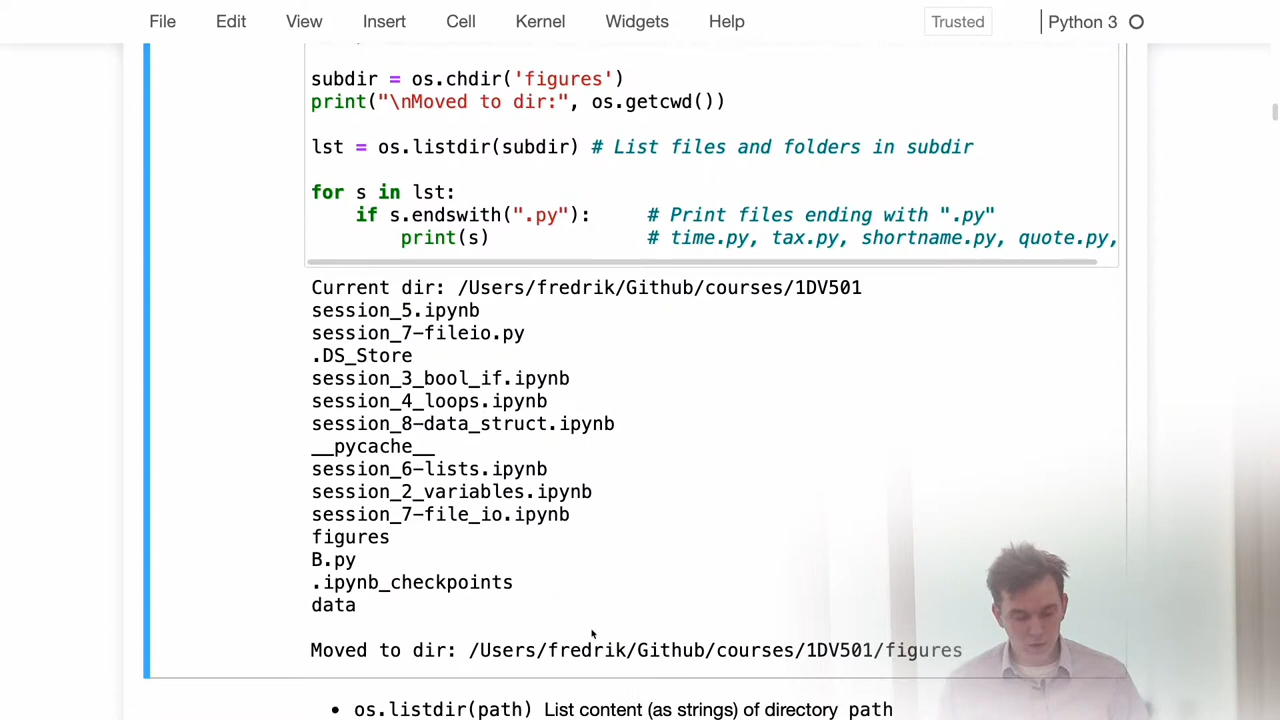 File Edit View Insert Cell Kernel Widgets Help Trusted Python 3
subdir = os.chdir('figures')
print("\nMoved to dir:", os.getcwd())
lst = os.listdir(subdir) # List files and folders in subdir
for s in lst:
if s.endswith(".py"): # Print files ending with ".py"
print(s) # time.py, tax.py, shortname.py, quote.py,
Current dir: /Users/fredrik/Github/courses/1DV501
session_5.ipynb
session_7-fileio.py
.DS_Store
session_3_bool_if.ipynb
session_4_loops.ipynb
session_8-data_struct.ipynb
__pycache__
session_6-lists.ipynb
session_2_variables.ipynb
session_7-file_io.ipynb
figures
B.py
.ipynb_checkpoints
data
Moved to dir: /Users/fredrik/Github/courses/1DV501/figures
• os.listdir(path) List content (as strings) of directory path